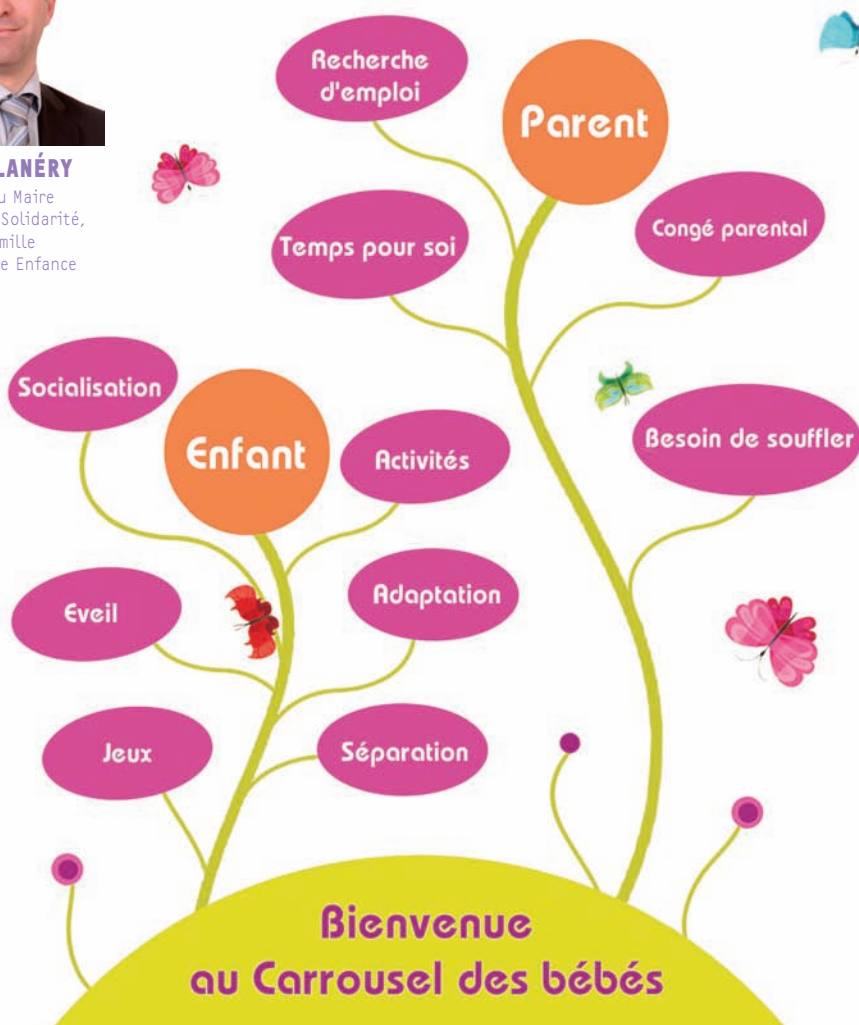 LANÉRY
u Maire
Solidarité,
mille
e Enfance
Recherche
d'emploi
Parent
Temps pour soi
Congé parental
Socialisation
Enfant
Activités
Besoin de souffler
Eveil
Adaptation
Jeux
Séparation
Bienvenue
au Carrousel des bébés